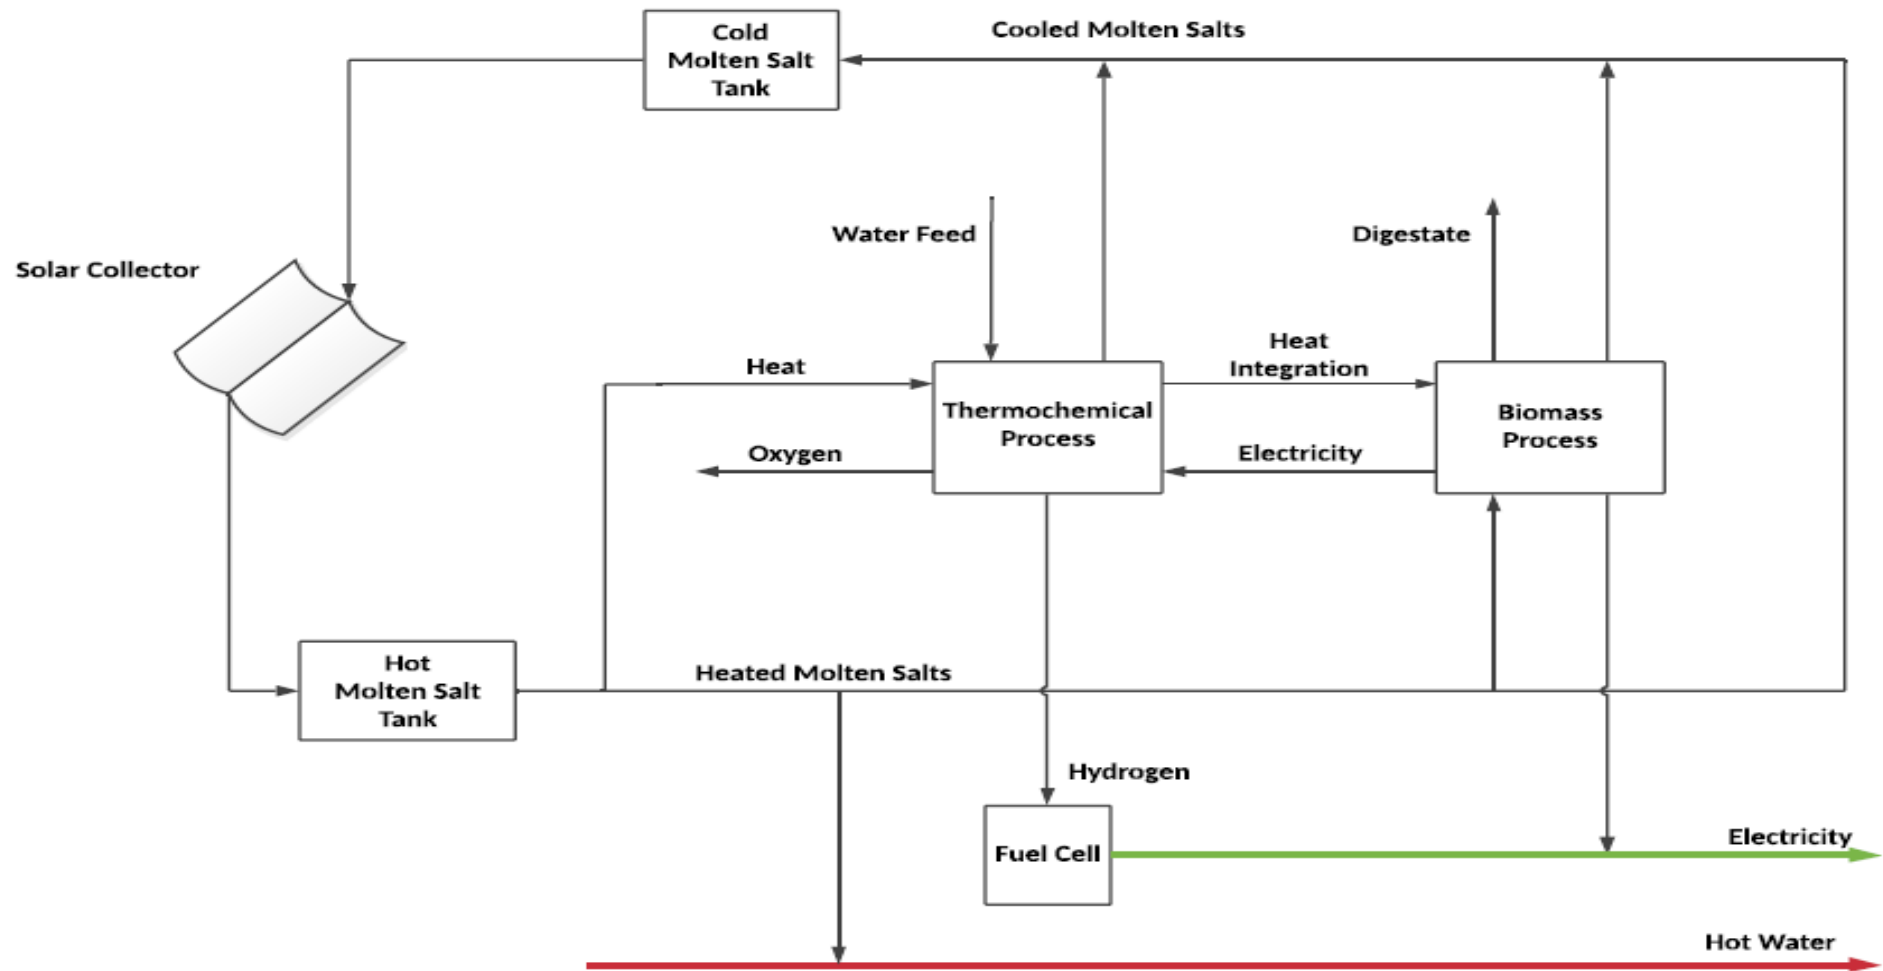 Cold
Molten Salt
Tank
Cooled Molten Salts
Water Feed
Digestate
Solar Collector
Heat
Heat
Integration
Thermochemical
Process
Biomass
Process
Oxygen
Electricity
Hot
Molten Salt
Tank
Heated Molten Salts
Hydrogen
Fuel Cell
Electricity
Hot Water